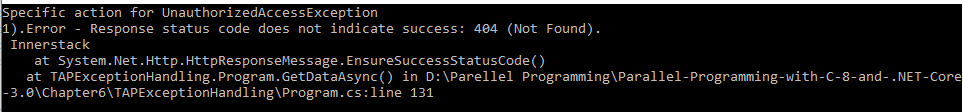 Specific action for UnauthorizedAccessException
1).Error - Response status code does not indicate success: 404 (Not Found).
 Innerstack
    at System.Net.Http.HttpResponseMessage.EnsureSuccessStatusCode()
   at TAPExceptionHandling.Program.GetDataAsync() in D:\Parellel Programming\Parallel-Programming-with-C-8-and-.NET-Core
-3.0\Chapter6\TAPExceptionHandling\Program.cs:line 131